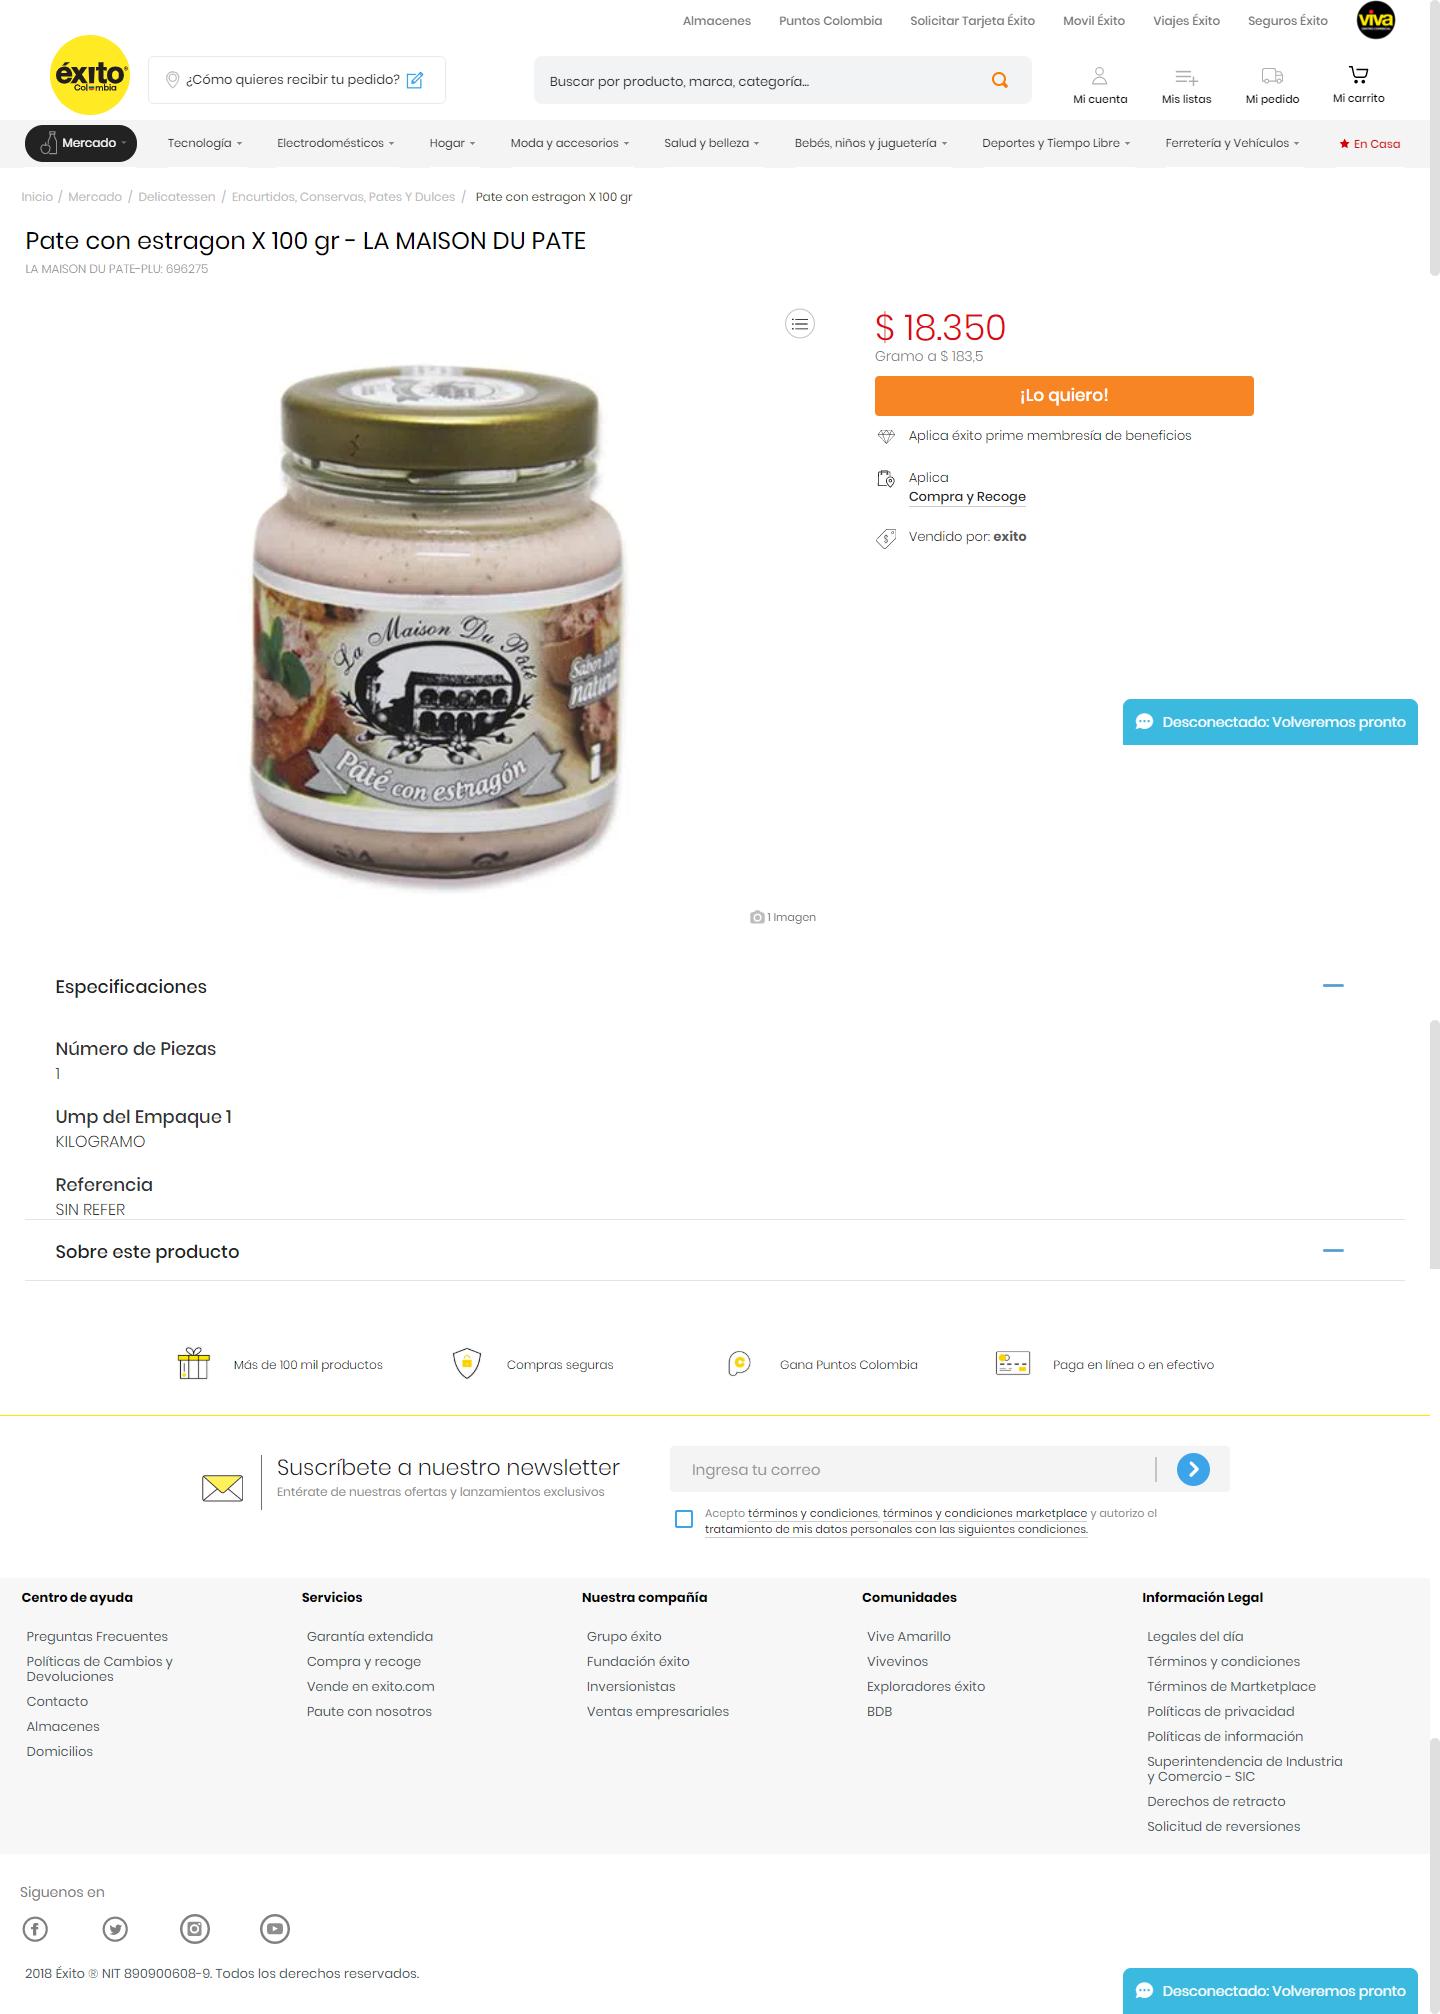 Almacenes Puntos Colombia Solicitar Tarjeta Éxito Movil Éxito Viajes Éxito Seguros Éxito viva
éxito
Colombia
¿Cómo quieres recibir tu pedido?
Buscar por producto, marca, categoría...
Mi cuenta Mis listas Mi pedido Mi carrito
Mercado Tecnología Electrodomésticos Hogar Moda y accesorios Salud y belleza Bebés, niños y juguetería Deportes y Tiempo Libre Ferretería y Vehículos En Casa
Inicio / Mercado / Delicatessen / Encurtidos, Conservas, Pates Y Dulces / Pate con estragon X 100 gr
Pate con estragon X 100 gr - LA MAISON DU PATE
LA MAISON DU PATE-PLU: 696275
$ 18.350
Gramo a $ 183,5
¡Lo quiero!
Aplica éxito prime membresía de beneficios
Aplica
Compra y Recoge
Vendido por: exito
La Maison Du Pâté
Sabor 100%
natural
Pâté con estragón
Desconectado: Volveremos pronto
1 Imagen
Especificaciones
Número de Piezas
1
Ump del Empaque 1
KILOGRAMO
Referencia
SIN REFER
Sobre este producto
Más de 100 mil productos Compras seguras Gana Puntos Colombia Paga en línea o en efectivo
Suscríbete a nuestro newsletter
Entérate de nuestras ofertas y lanzamientos exclusivos
Ingresa tu correo
Acepto términos y condiciones, términos y condiciones marketplace y autorizo el
tratamiento de mis datos personales con las siguientes condiciones.
Centro de ayuda
Preguntas Frecuentes
Políticas de Cambios y
Devoluciones
Contacto
Almacenes
Domicilios
Servicios
Garantía extendida
Compra y recoge
Vende en exito.com
Paute con nosotros
Nuestra compañía
Grupo éxito
Fundación éxito
Inversionistas
Ventas empresariales
Comunidades
Vive Amarillo
Vivevinos
Exploradores éxito
BDB
Información Legal
Legales del día
Términos y condiciones
Términos de Martketplace
Políticas de privacidad
Políticas de información
Superintendencia de Industria
y Comercio - SIC
Derechos de retracto
Solicitud de reversiones
Siguenos en
2018 Éxito ® NIT 890900608-9. Todos los derechos reservados.
Desconectado: Volveremos pronto